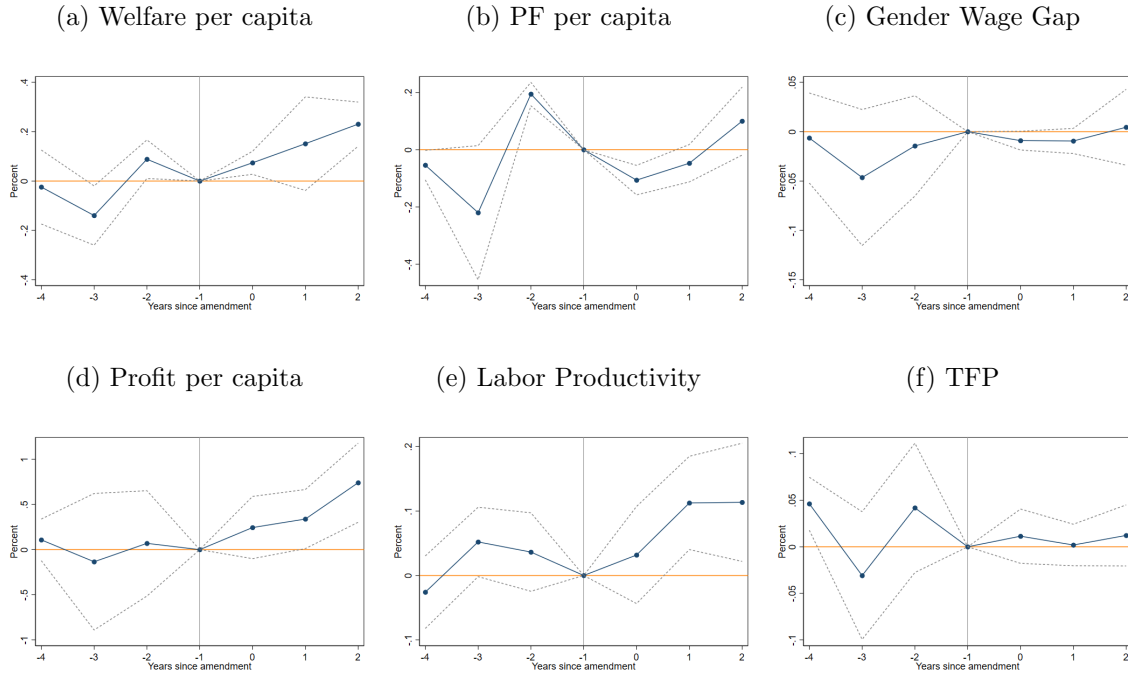 (a) Welfare per capita
(b) PF per capita
(c) Gender Wage Gap
Percent
.4
.2
0
-.2
-.4
-4 -3 -2 -1 0 1 2
Years since amendment
Percent
.2
0
-.2
-.4
-4 -3 -2 -1 0 1 2
Years since amendment
Percent
.05
0
-.05
-.1
-.15
-4 -3 -2 -1 0 1 2
Years since amendment
(d) Profit per capita
(e) Labor Productivity
(f) TFP
Percent
1
.5
0
-.5
-1
-4 -3 -2 -1 0 1 2
Years since amendment
Percent
.2
.1
0
-.1
-4 -3 -2 -1 0 1 2
Years since amendment
Percent
.1
.05
0
-.05
-.1
-4 -3 -2 -1 0 1 2
Years since amendment